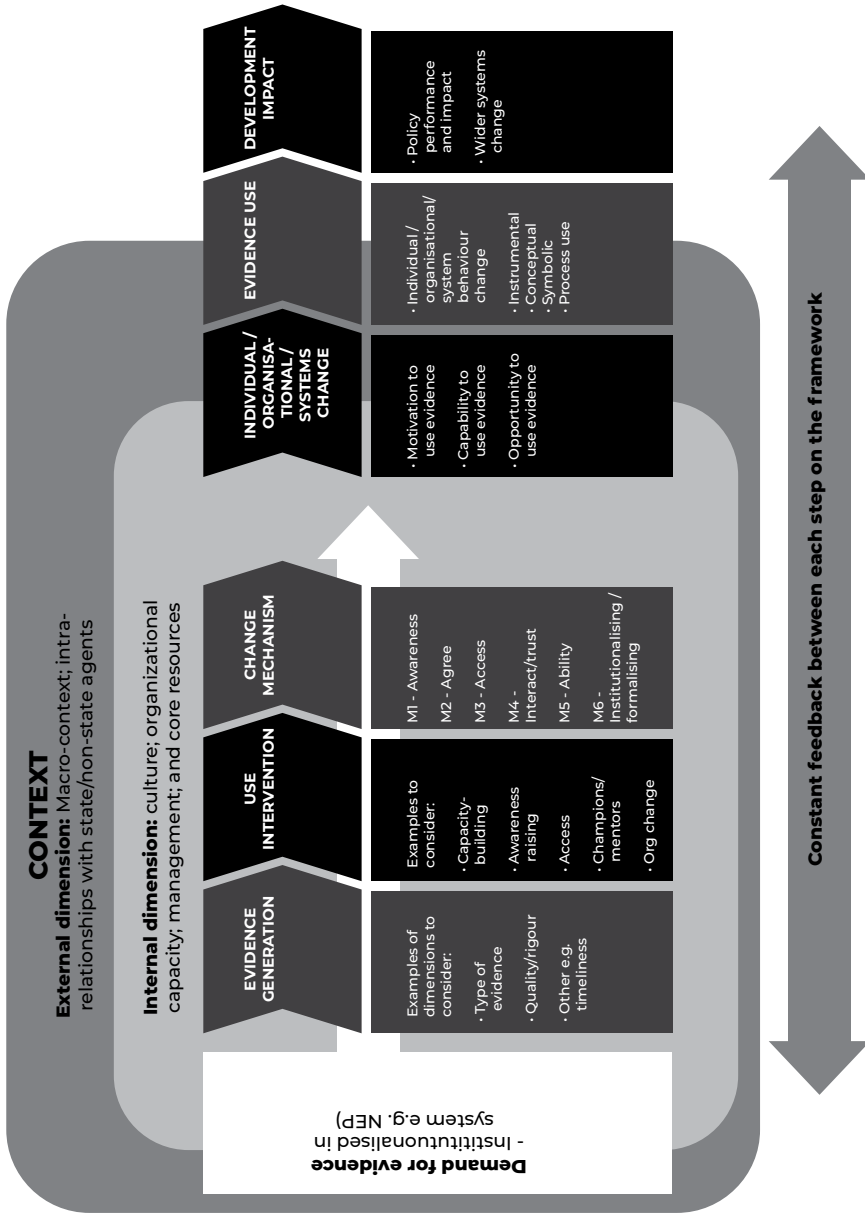 CONTEXT
External dimension: Macro-context; intra-
relationships with state/non-state agents
Internal dimension: culture; organizational
capacity; management; and core resources
Demand for evidence
- Instititutuonalised in
system e.g. NEP)
EVIDENCE
GENERATION
Examples of
dimensions to
consider:
• Type of
evidence
• Quality/rigour
• Other e.g.
timeliness
USE
INTERVENTION
Examples to
consider:
• Capacity-
building
• Awareness
raising
• Access
• Champions/
mentors
• Org change
CHANGE
MECHANISM
M1 - Awareness
M2 - Agree
M3 - Access
M4 -
Interact/trust
M5 - Ability
M6 -
Institutionalising /
formalising
INDIVIDUAL /
ORGANISA-
TIONAL /
SYSTEMS
CHANGE
• Motivation to
use evidence
• Capability to
use evidence
• Opportunity to
use evidence
EVIDENCE USE
• Individual /
organisational/
system
behaviour
change
• Instrumental
• Conceptual
• Symbolic
• Process use
DEVELOPMENT
IMPACT
• Policy
performance
and impact
• Wider systems
change
Constant feedback between each step on the framework